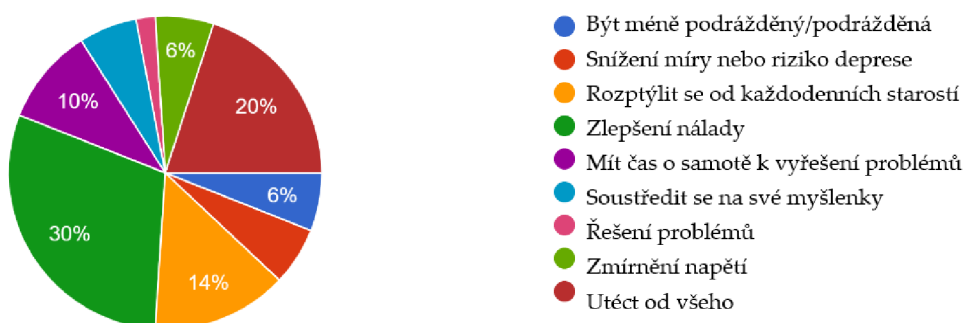 6%
20%
10%
6%
30%
14%
Být méně podrážděný/podrážděná
Snížení míry nebo riziko deprese
Rozptýlit se od každodenních starostí
Zlepšení nálady
Mít čas o samotě k vyřešení problémů
Soustředit se na své myšlenky
Řešení problémů
Zmírnění napětí
Utéct od všeho